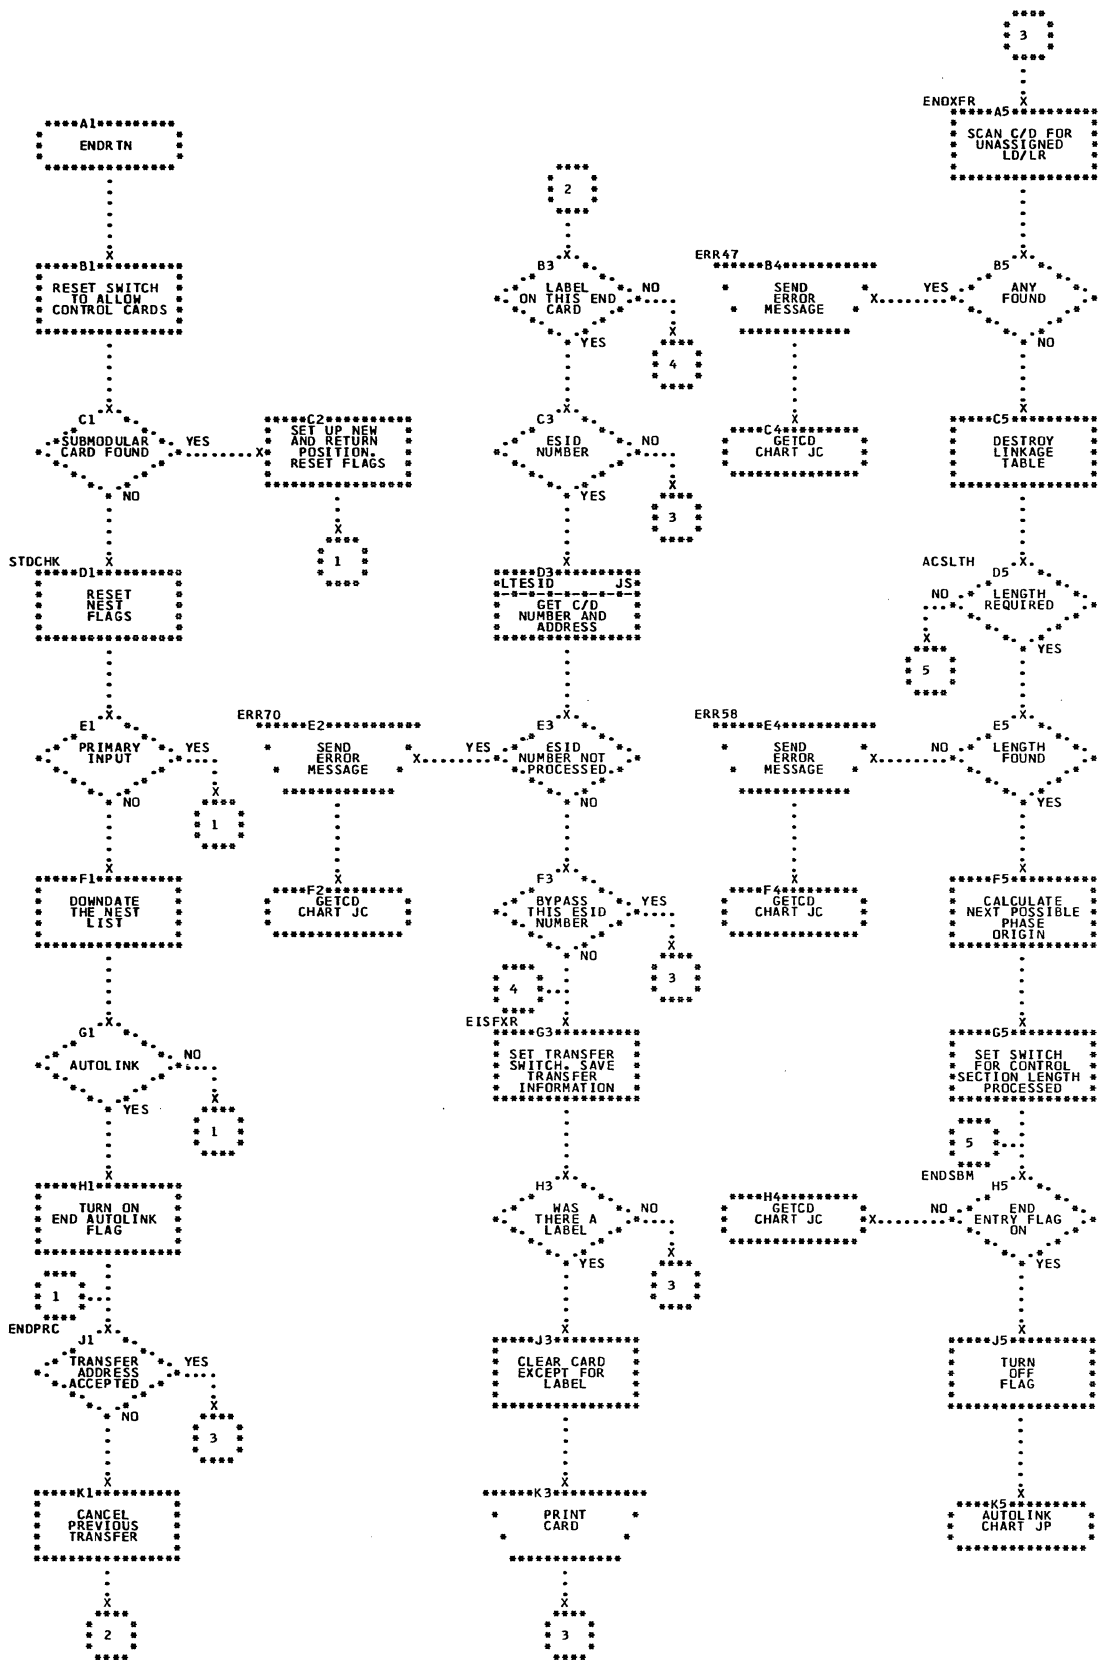 A1
ENDRTN
B1
RESET SWITCH
TO ALLOW
CONTROL CARDS
C1
SUBMODULAR
CARD FOUND
YES
NO
C2
SET UP NEW
AND RETURN
POSITION.
RESET FLAGS
1
STDCHK
D1
RESET
NEST
FLAGS
E1
PRIMARY
INPUT
YES
NO
1
F1
DOWNDATE
THE NEST
LIST
G1
AUTOLINK
NO
YES
1
H1
TURN ON
END AUTOLINK
FLAG
1
ENDPRC
J1
TRANSFER
ADDRESS
ACCEPTED
YES
NO
3
K1
CANCEL
PREVIOUS
TRANSFER
2
ERR70
E2
SEND
ERROR
MESSAGE
F2
GETCD
CHART JC
2
B3
LABEL
ON THIS END
CARD
NO
YES
4
C3
ESID
NUMBER
NO
YES
3
D3
LTESID JS
GET C/D
NUMBER AND
ADDRESS
E3
ESID
NUMBER NOT
PROCESSED
YES
NO
F3
BYPASS
THIS ESID
NUMBER
YES
NO
3
4
EISFXR
G3
SET TRANSFER
SWITCH. SAVE
TRANSFER
INFORMATION
H3
WAS
THERE A
LABEL
NO
YES
3
J3
CLEAR CARD
EXCEPT FOR
LABEL
K3
PRINT
CARD
3
ERR47
B4
SEND
ERROR
MESSAGE
C4
GETCD
CHART JC
ERR58
E4
SEND
ERROR
MESSAGE
F4
GETCD
CHART JC
H4
GETCD
CHART JC
3
ENDXFR
A5
SCAN C/D FOR
UNASSIGNED
LD/LR
B5
ANY
FOUND
YES
NO
C5
DESTROY
LINKAGE
TABLE
ACSLTH
D5
LENGTH
REQUIRED
NO
YES
5
E5
LENGTH
FOUND
NO
YES
F5
CALCULATE
NEXT POSSIBLE
PHASE
ORIGIN
G5
SET SWITCH
FOR CONTROL
SECTION LENGTH
PROCESSED
5
ENDSBM
H5
END
ENTRY FLAG
ON
NO
YES
J5
TURN
OFF
FLAG
K5
AUTOLINK
CHART JP